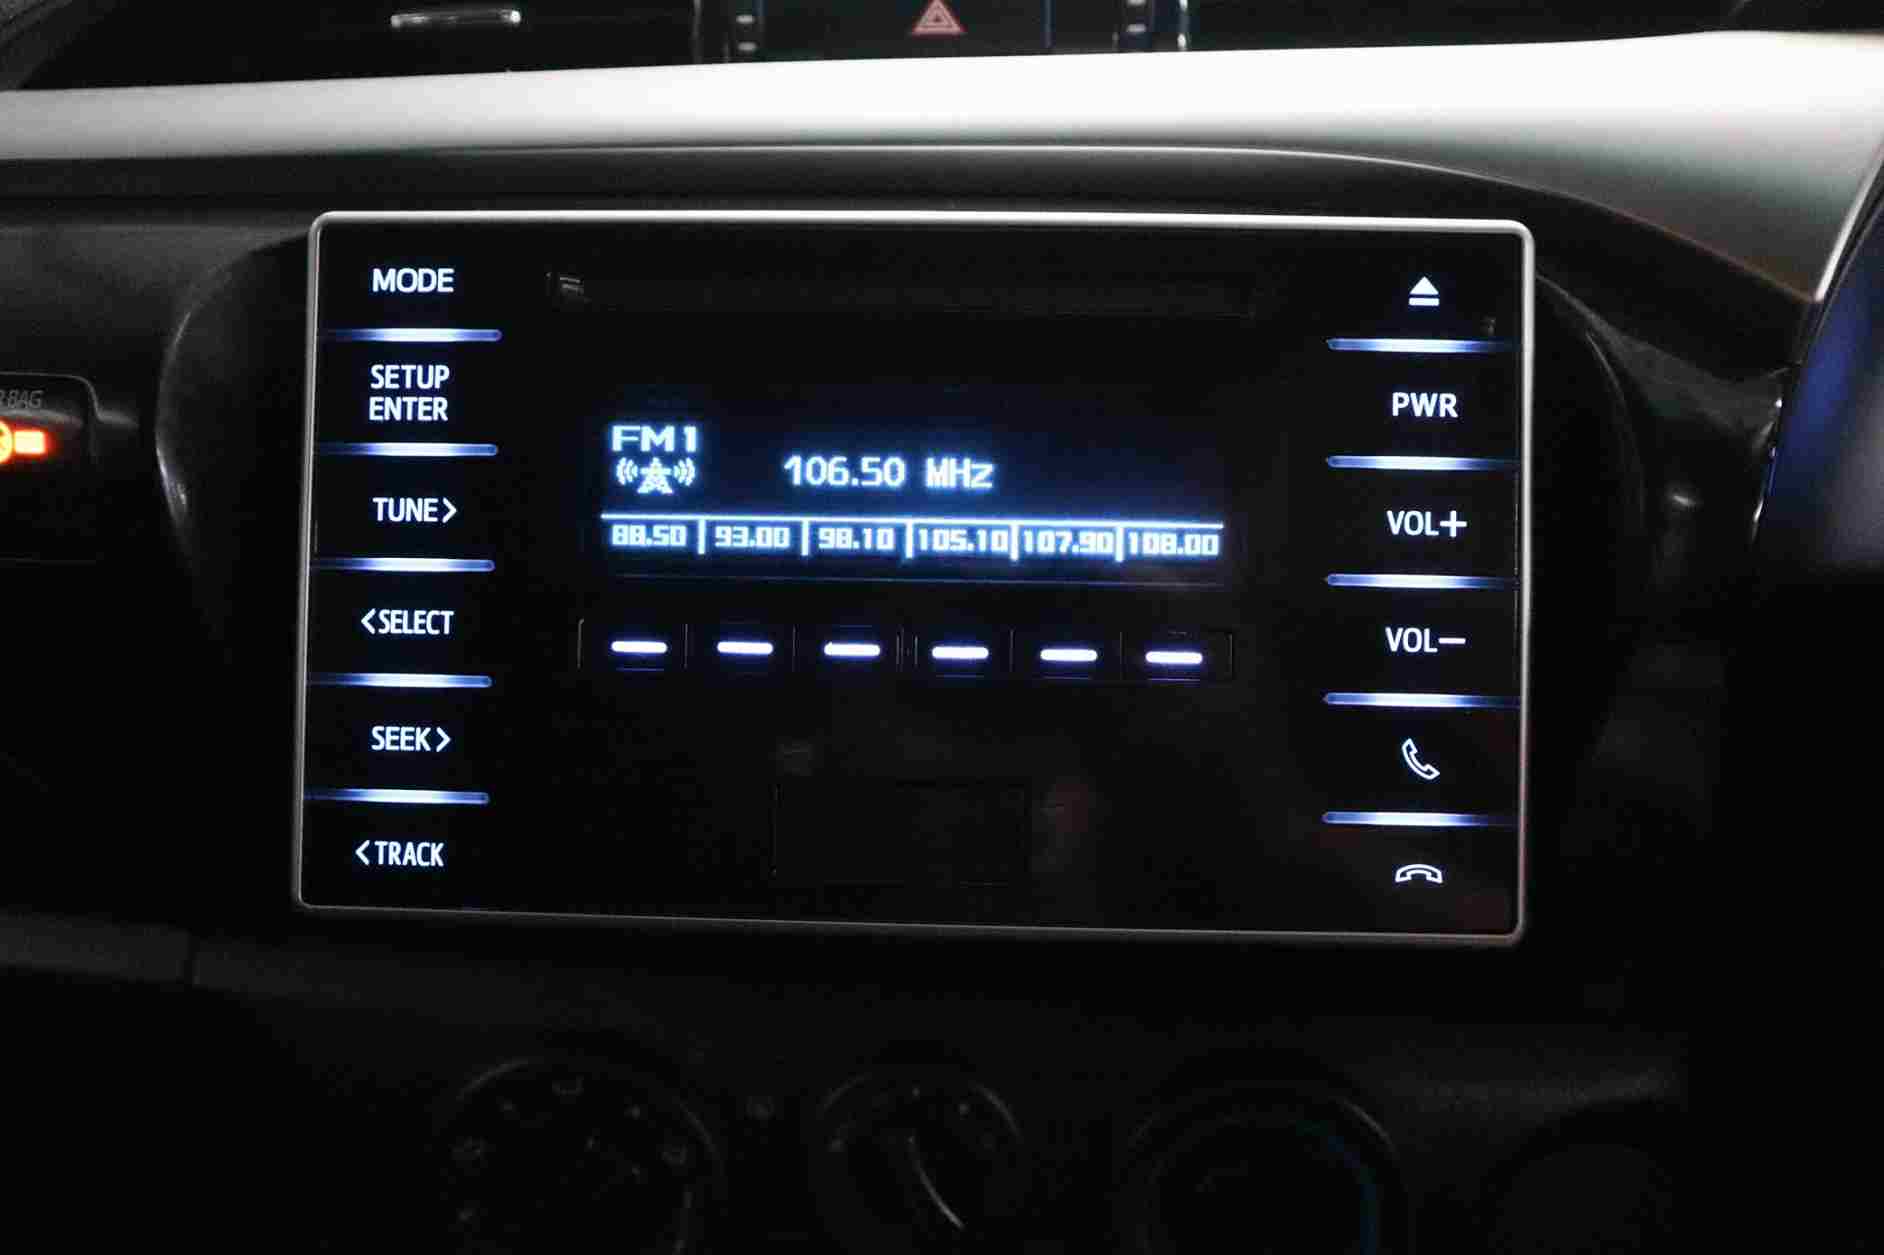 MODE
SETUP
ENTER
TUNE>
<SELECT
SEEK>
<TRACK
FM1
106.50 MHz
88.50 93.00 98.10 105.10 107.90 108.00
PWR
VOL+
VOL-